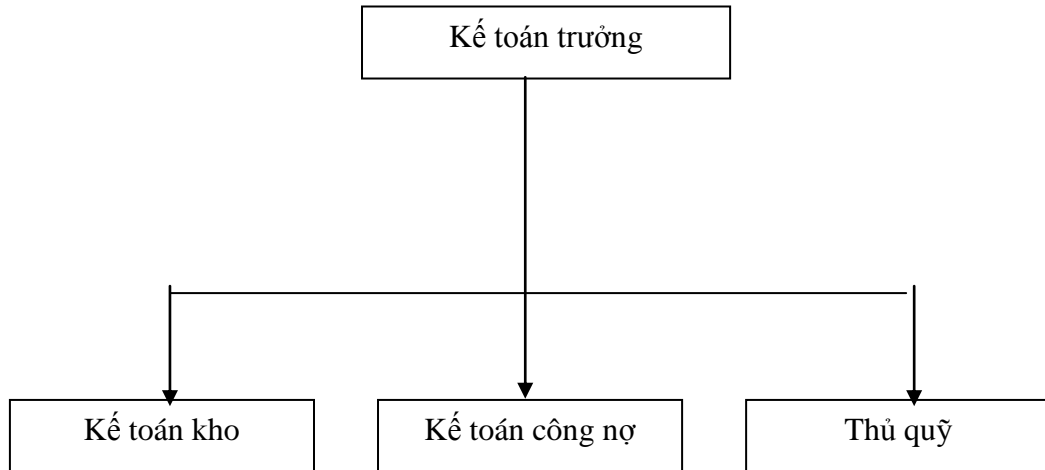 Kế toán trưởng
Kế toán kho
Kế toán công nợ
Thủ quỹ